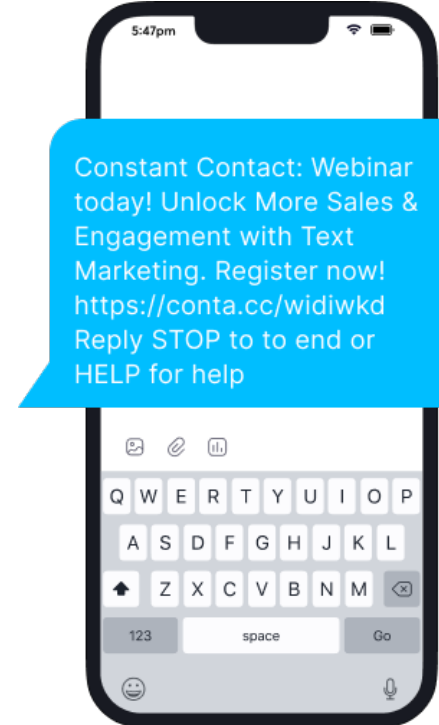 5:47pm
Constant Contact: Webinar
today! Unlock More Sales &
Engagement with Text
Marketing. Register now!
https://conta.cc/widiwkd
Reply STOP to to end or
HELP for help
Q W E R T Y U I O P
A S D F G H J K L
Z X C V B N M
123 space Go